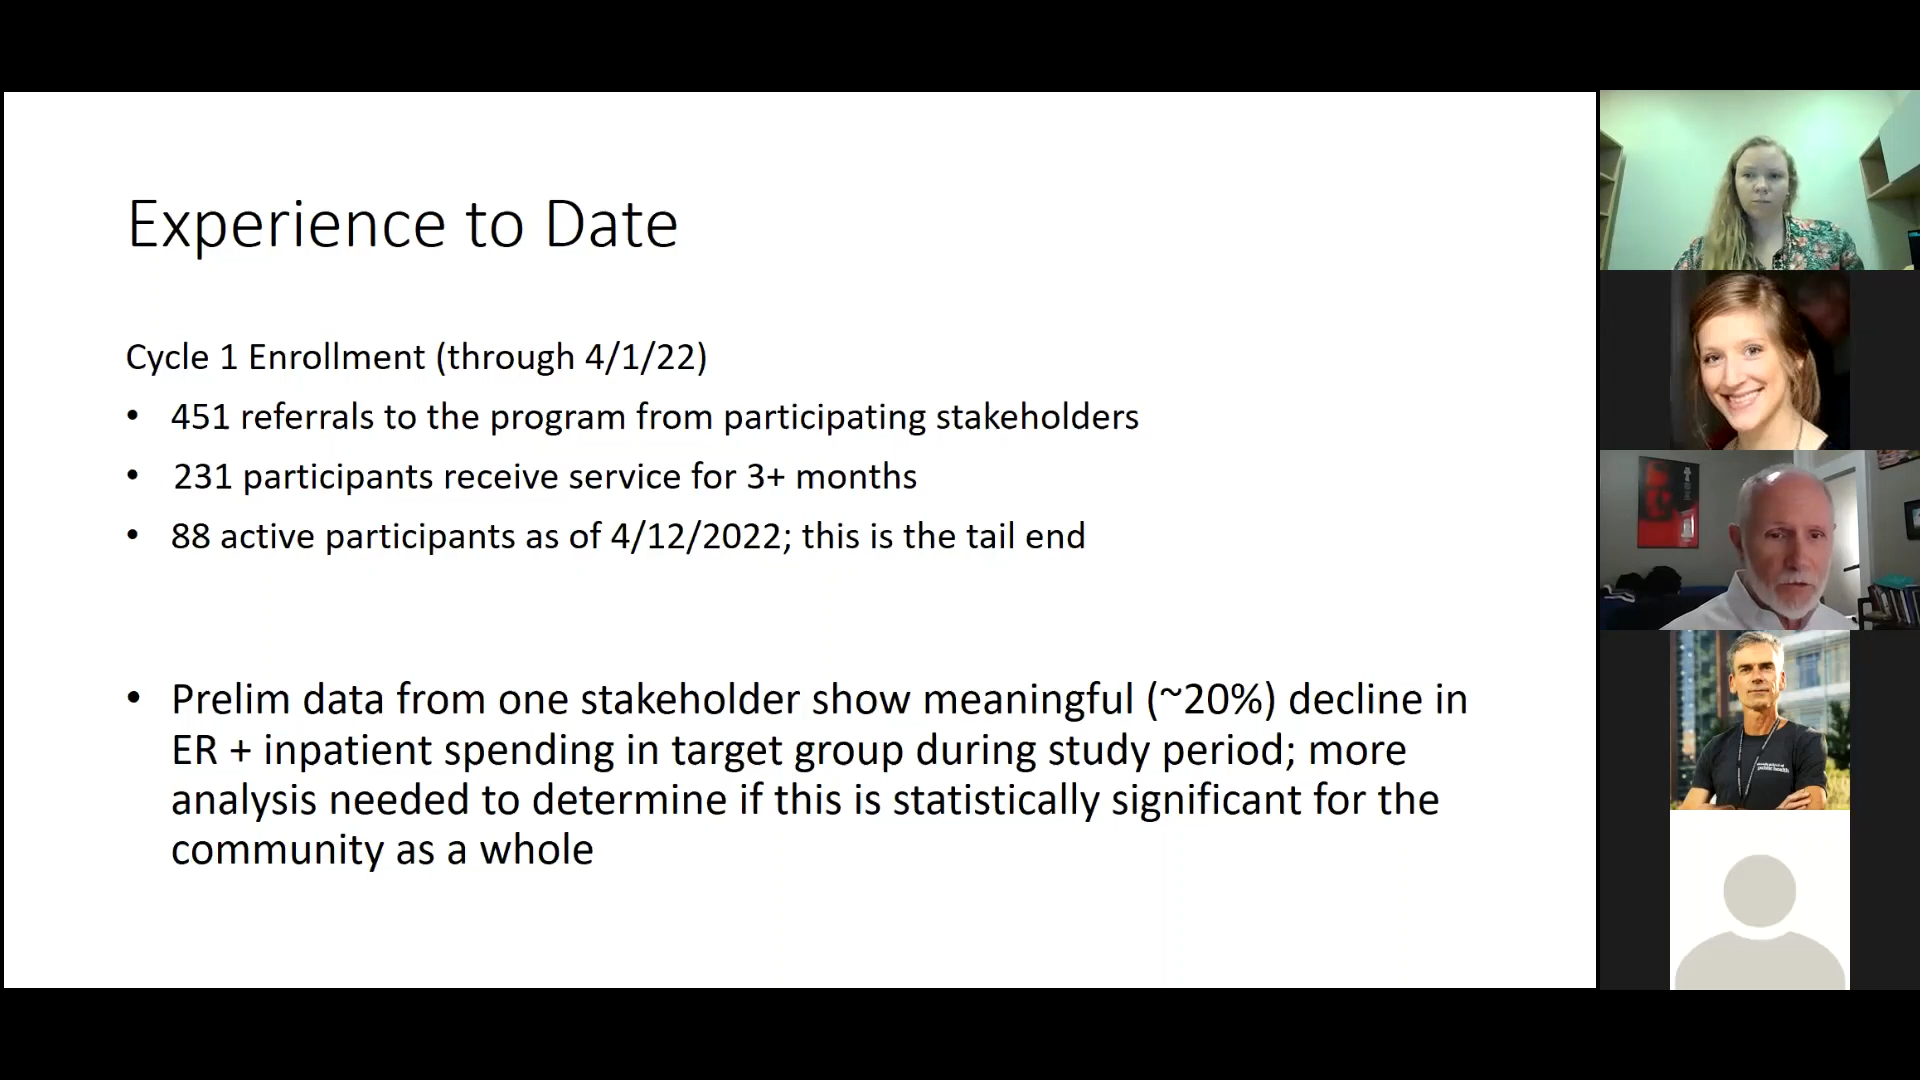 Experience to Date
Cycle 1 Enrollment (through 4/1/22)
• 451 referrals to the program from participating stakeholders
• 231 participants receive service for 3+ months
• 88 active participants as of 4/12/2022; this is the tail end
• Prelim data from one stakeholder show meaningful (~20%) decline in
ER + inpatient spending in target group during study period; more
analysis needed to determine if this is statistically significant for the
community as a whole
public health